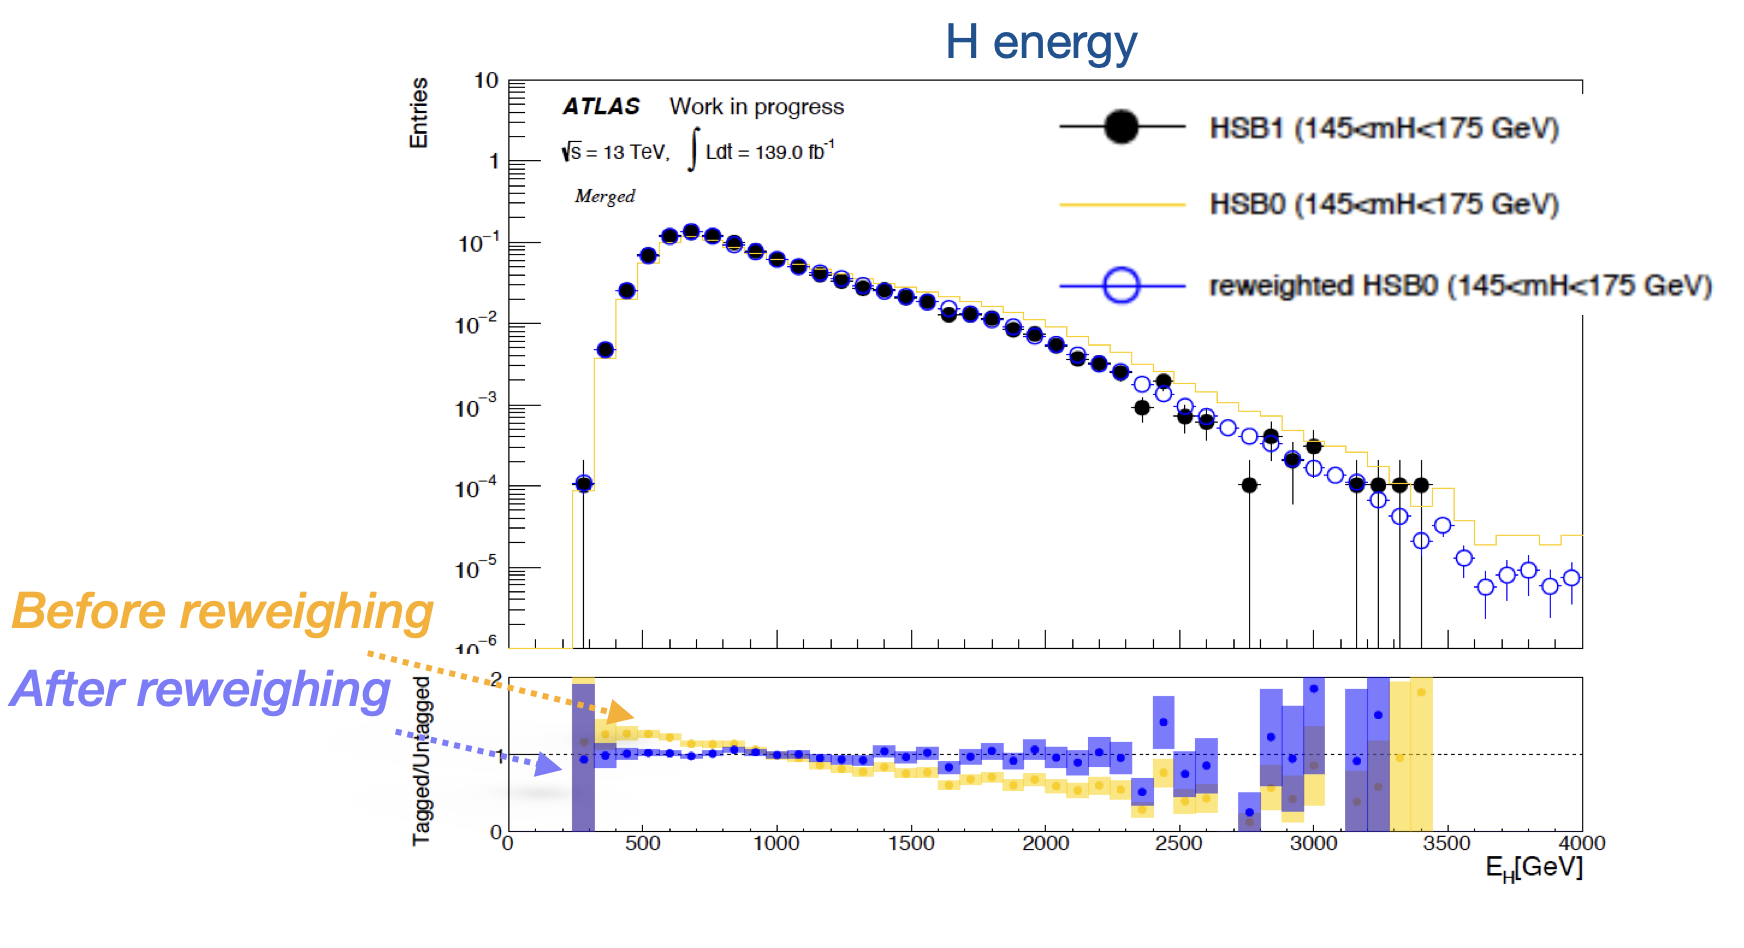 H energy
Entries
ATLAS Work in progress
√s = 13 TeV, ∫ Ldt = 139.0 fb⁻¹
Merged
HSB1 (145<mH<175 GeV)
HSB0 (145<mH<175 GeV)
reweighted HSB0 (145<mH<175 GeV)
10
1
10⁻¹
10⁻²
10⁻³
10⁻⁴
10⁻⁵
10⁻⁶
Before reweighing
After reweighing
Tagged/Untagged
2
1
0
0 500 1000 1500 2000 2500 3000 3500 4000
E_H[GeV]